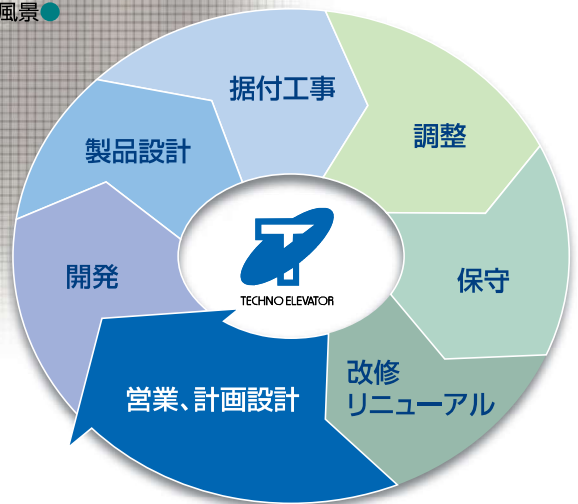 風景●
据付工事
調整
製品設計
保守
開発
TECHNO ELEVATOR
改修
リニューアル
営業、計画設計